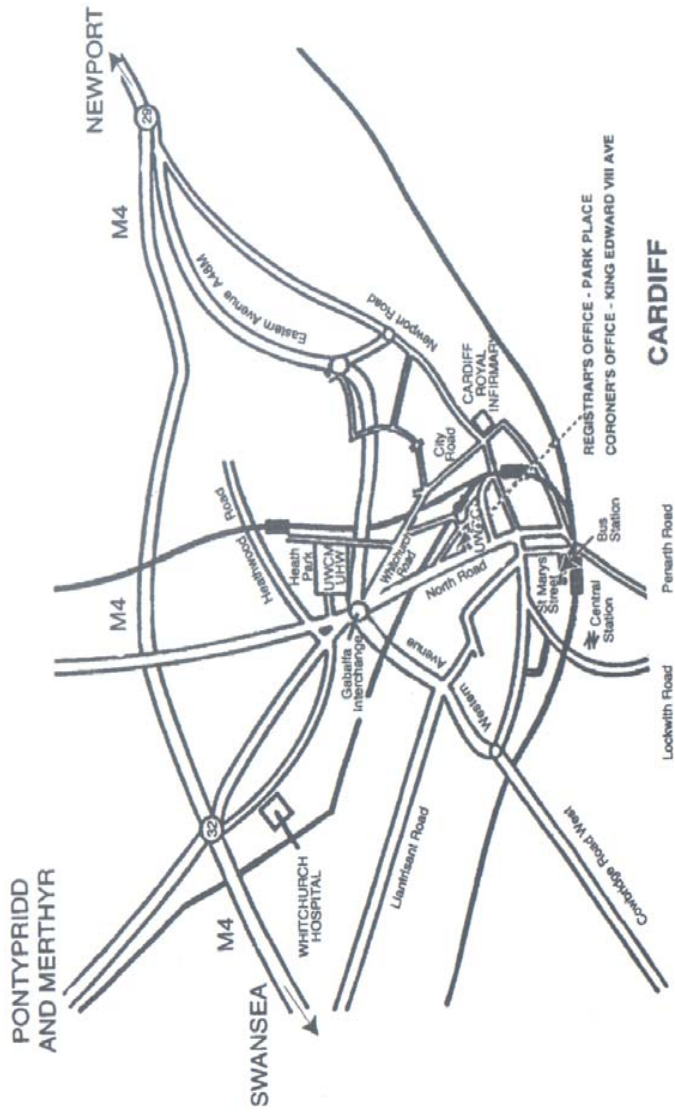 PONTYPRIDD
AND MERTHYR
SWANSEA
M4
32
WHITCHURCH
HOSPITAL
M4
M4
29
NEWPORT
Heathwood Road
Eastern Avenue A48M
Newport Road
Heath
Park
UWCM
UHW
Gabalfa
Interchange
Whitchurch
Road
City
Road
CARDIFF
ROYAL
INFIRMARY
North Road
Western Avenue
Llantrisant Road
Cowbridge Road West
St Marys
Street
Central
Station
Bus
Station
Lockwith Road
Penarth Road
REGISTRAR'S OFFICE - PARK PLACE
CORONER'S OFFICE - KING EDWARD VIII AVE
CARDIFF